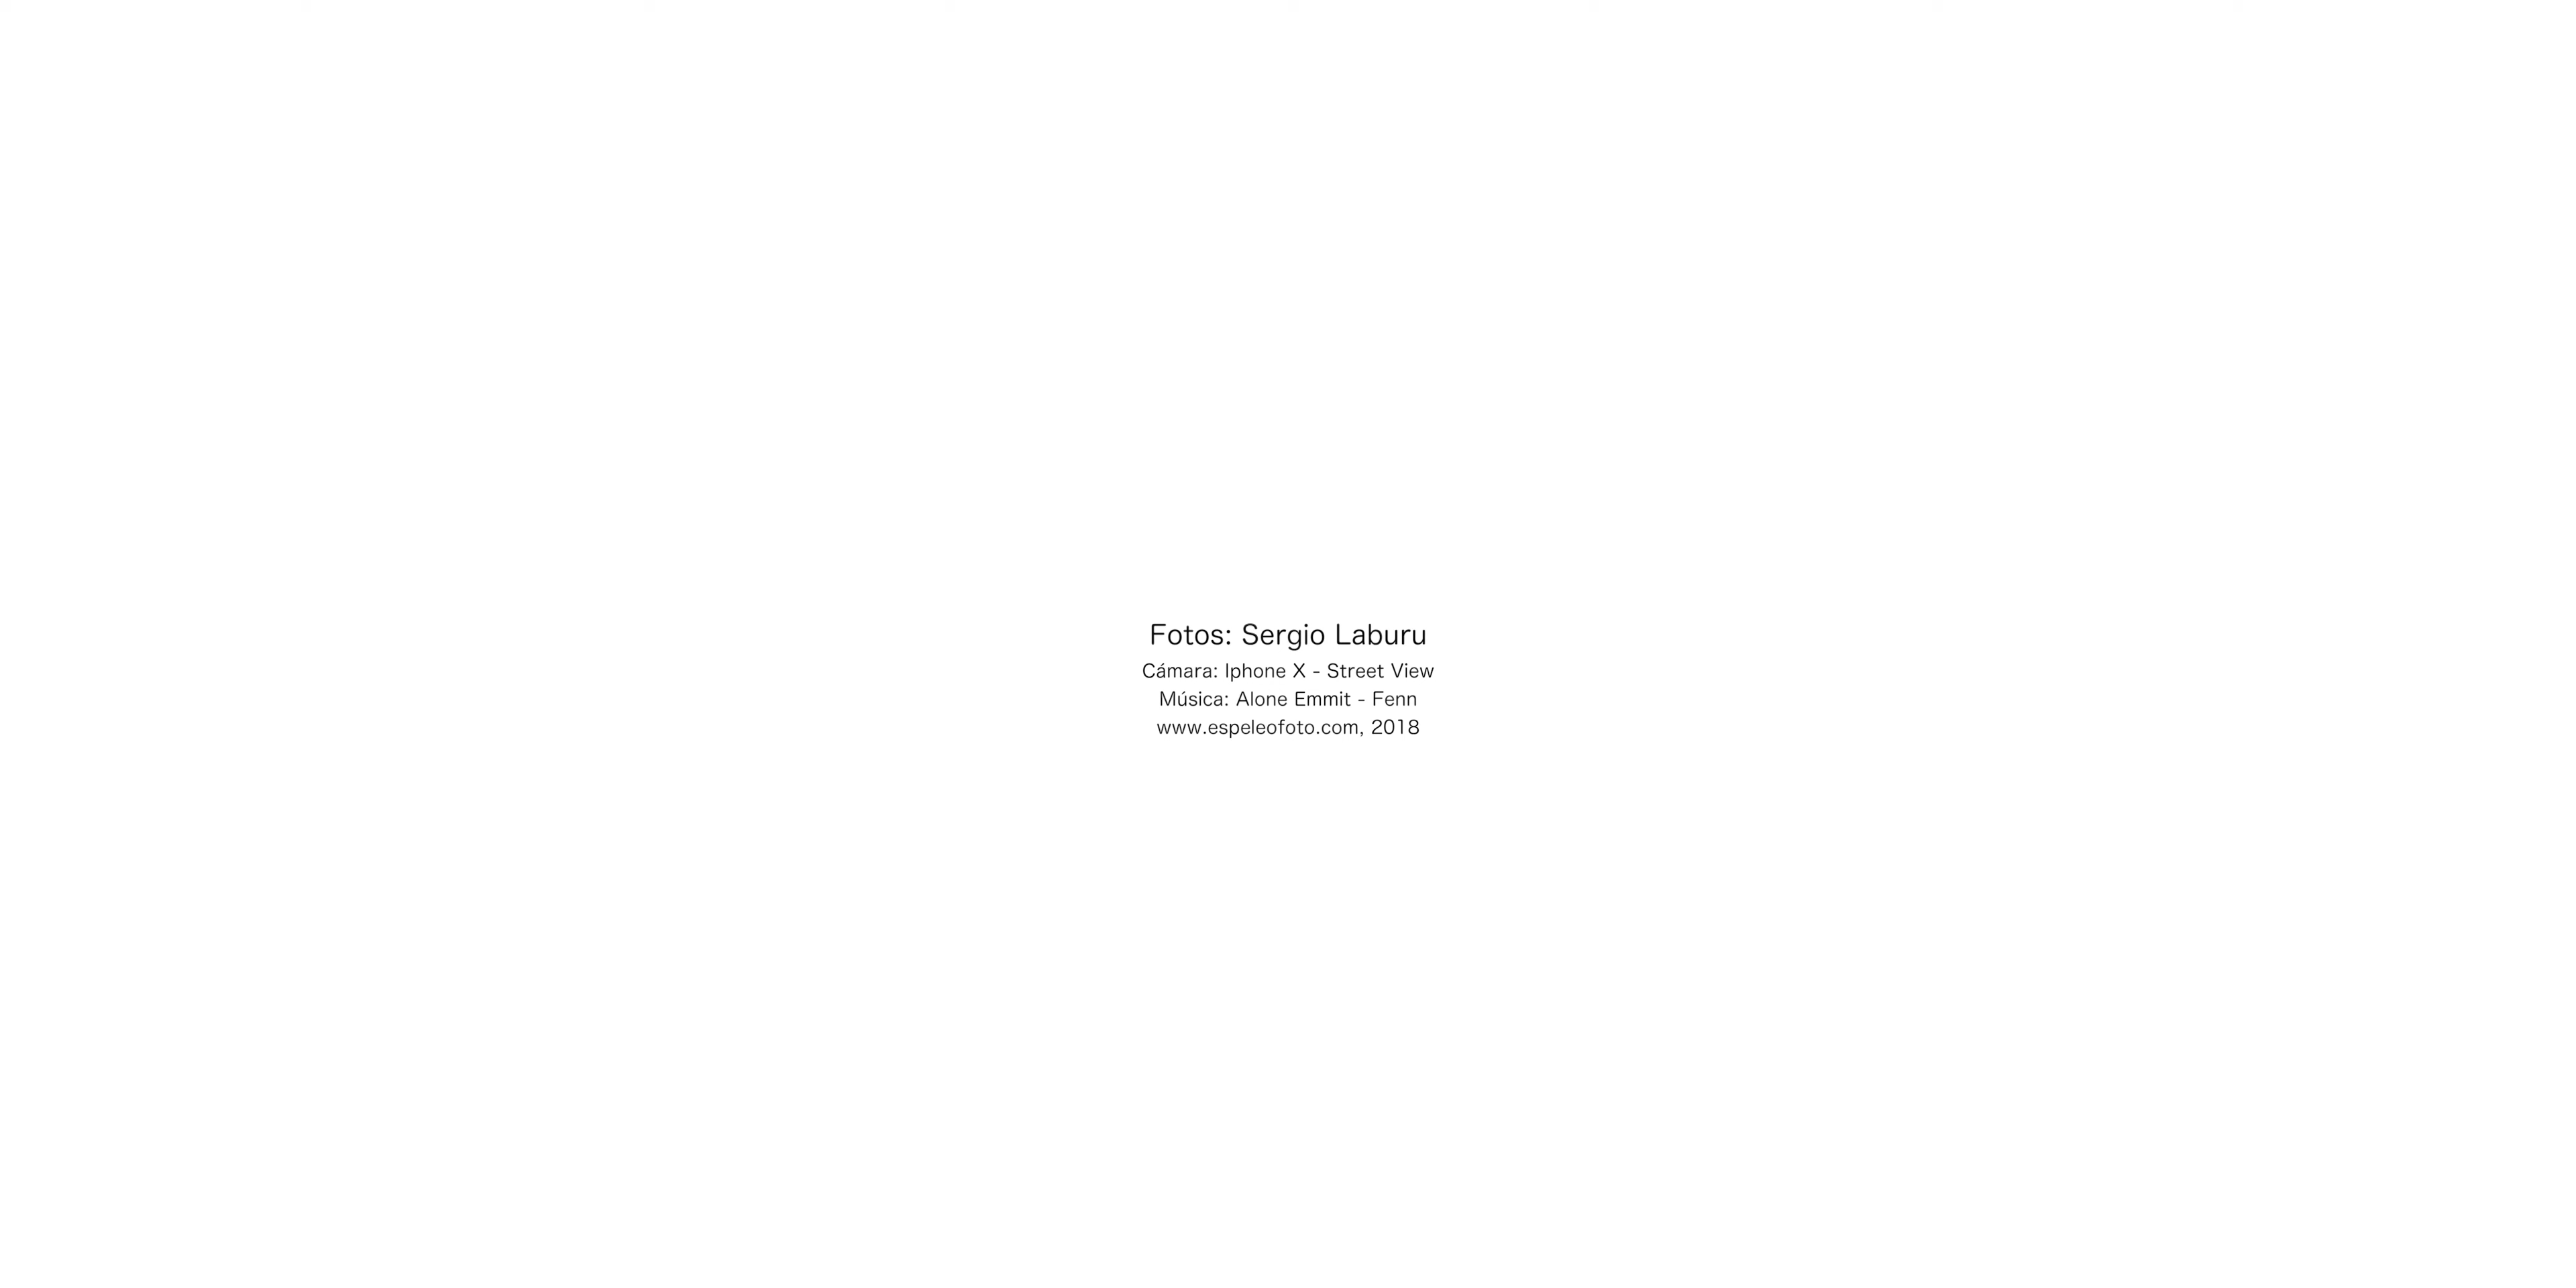 Fotos: Sergio Laburu
Cámara: Iphone X - Street View
Música: Alone Emmit - Fenn
www.espeleofoto.com, 2018